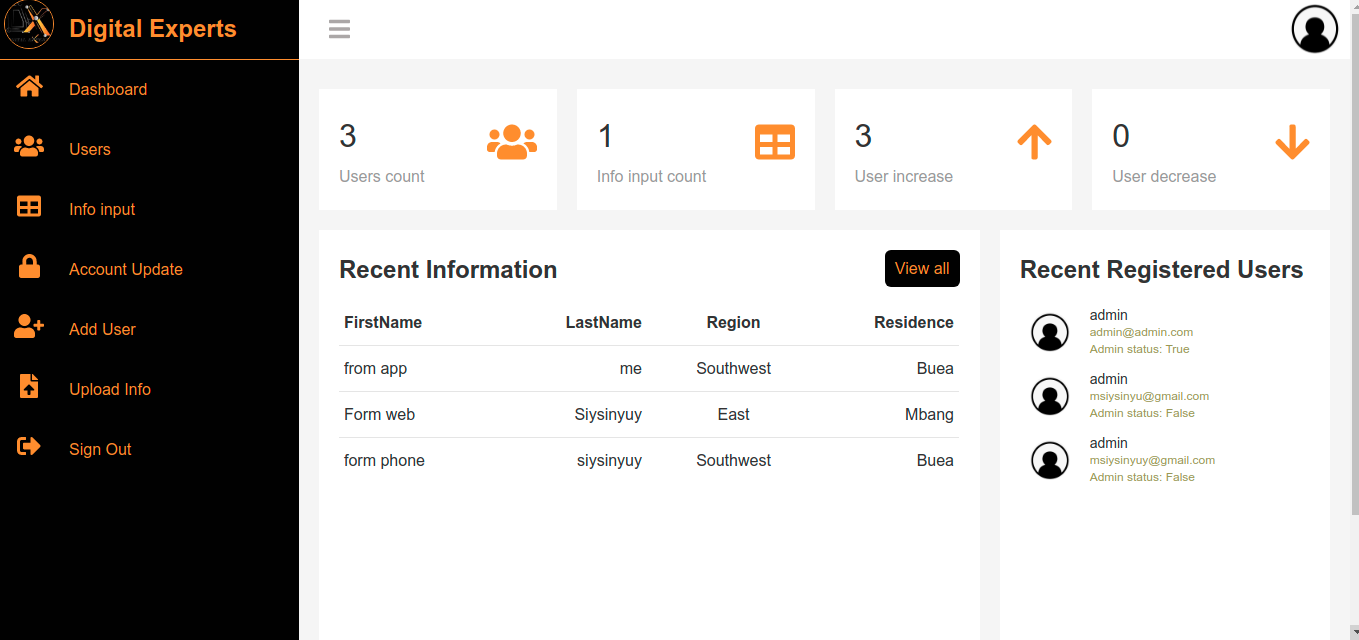 Digital Experts
Dashboard
Users
Info input
Account Update
Add User
Upload Info
Sign Out
3
Users count
1
Info input count
3
User increase
0
User decrease
Recent Information
View all
FirstName LastName Region Residence
from app me Southwest Buea
Form web Siysinyuy East Mbang
form phone siysinyuy Southwest Buea
Recent Registered Users
admin
admin@admin.com
Admin status: True
admin
msiysinyu@gmail.com
Admin status: False
admin
msiysinyuy@gmail.com
Admin status: False